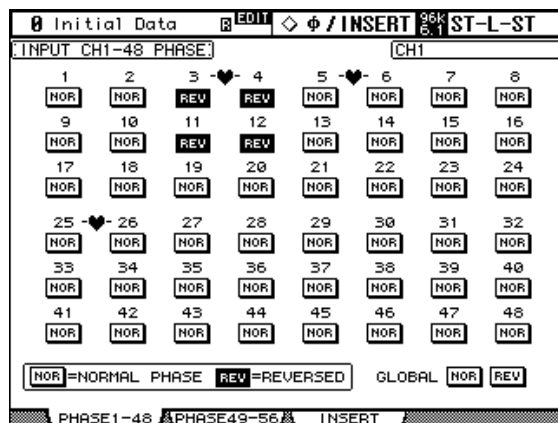 0 Initial Data B EDIT ◇ φ/INSERT 96k 6.1 ST-L-ST
INPUT CH1-48 PHASE CH1
1 2 3 -♥- 4 5 -♥- 6 7 8
NOR NOR REV REV NOR NOR NOR NOR
9 10 11 12 13 14 15 16
NOR NOR REV REV NOR NOR NOR NOR
17 18 19 20 21 22 23 24
NOR NOR NOR NOR NOR NOR NOR NOR
25 -♥- 26 27 28 29 30 31 32
NOR NOR NOR NOR NOR NOR NOR NOR
33 34 35 36 37 38 39 40
NOR NOR NOR NOR NOR NOR NOR NOR
41 42 43 44 45 46 47 48
NOR NOR NOR NOR NOR NOR NOR NOR
NOR=NORMAL PHASE REV=REVERSED GLOBAL NOR REV
PHASE1-48 PHASE49-56 INSERT